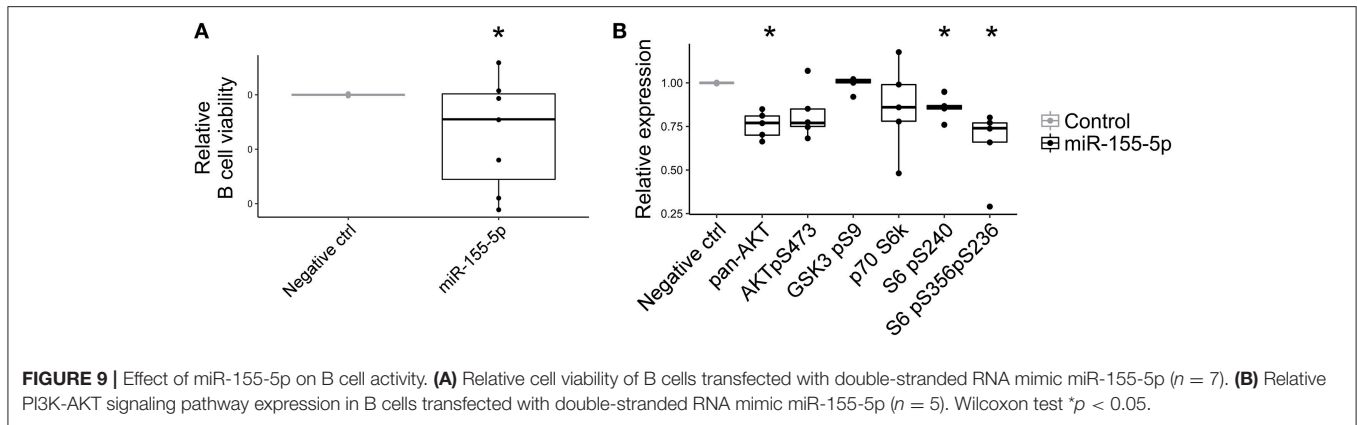 A
*
Relative
B cell viability
0
0
0
Negative ctrl
miR-155-5p
B
*
*
*
Relative expression
1.00
0.75
0.50
0.25
Negative ctrl
pan-AKT
AKTpS473
GSK3 pS9
p70 S6k
S6 pS240
S6 pS356pS236
Control
miR-155-5p
FIGURE 9 | Effect of miR-155-5p on B cell activity. (A) Relative cell viability of B cells transfected with double-stranded RNA mimic miR-155-5p (n = 7). (B) Relative
PI3K-AKT signaling pathway expression in B cells transfected with double-stranded RNA mimic miR-155-5p (n = 5). Wilcoxon test *p < 0.05.